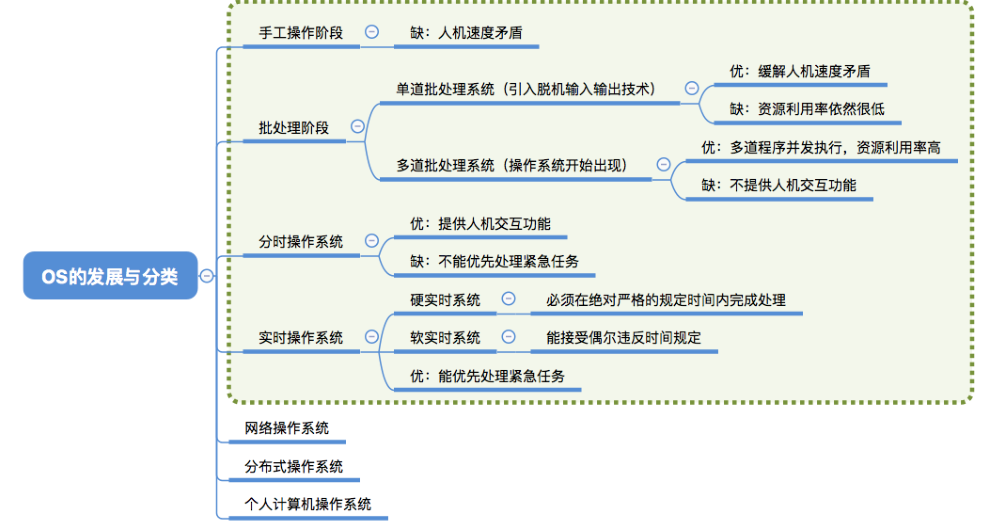 手工操作阶段
缺：人机速度矛盾
批处理阶段
单道批处理系统（引入脱机输入输出技术）
优：缓解人机速度矛盾
缺：资源利用率依然很低
多道批处理系统（操作系统开始出现）
优：多道程序并发执行，资源利用率高
缺：不提供人机交互功能
OS的发展与分类
分时操作系统
优：提供人机交互功能
缺：不能优先处理紧急任务
实时操作系统
硬实时系统
必须在绝对严格的规定时间内完成处理
软实时系统
能接受偶尔违反时间规定
优：能优先处理紧急任务
网络操作系统
分布式操作系统
个人计算机操作系统